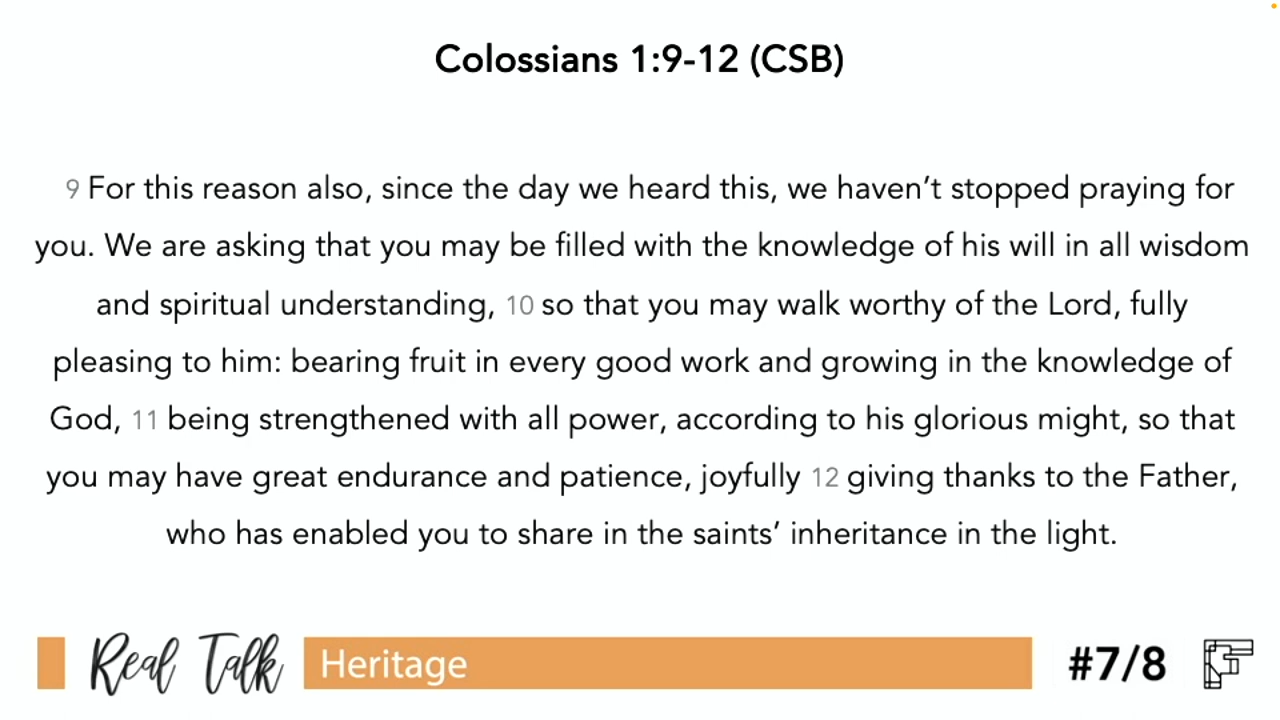 Colossians 1:9-12 (CSB)
9 For this reason also, since the day we heard this, we haven’t stopped praying for
you. We are asking that you may be filled with the knowledge of his will in all wisdom
and spiritual understanding, 10 so that you may walk worthy of the Lord, fully
pleasing to him: bearing fruit in every good work and growing in the knowledge of
God, 11 being strengthened with all power, according to his glorious might, so that
you may have great endurance and patience, joyfully 12 giving thanks to the Father,
who has enabled you to share in the saints’ inheritance in the light.
Real Talk Heritage #7/8